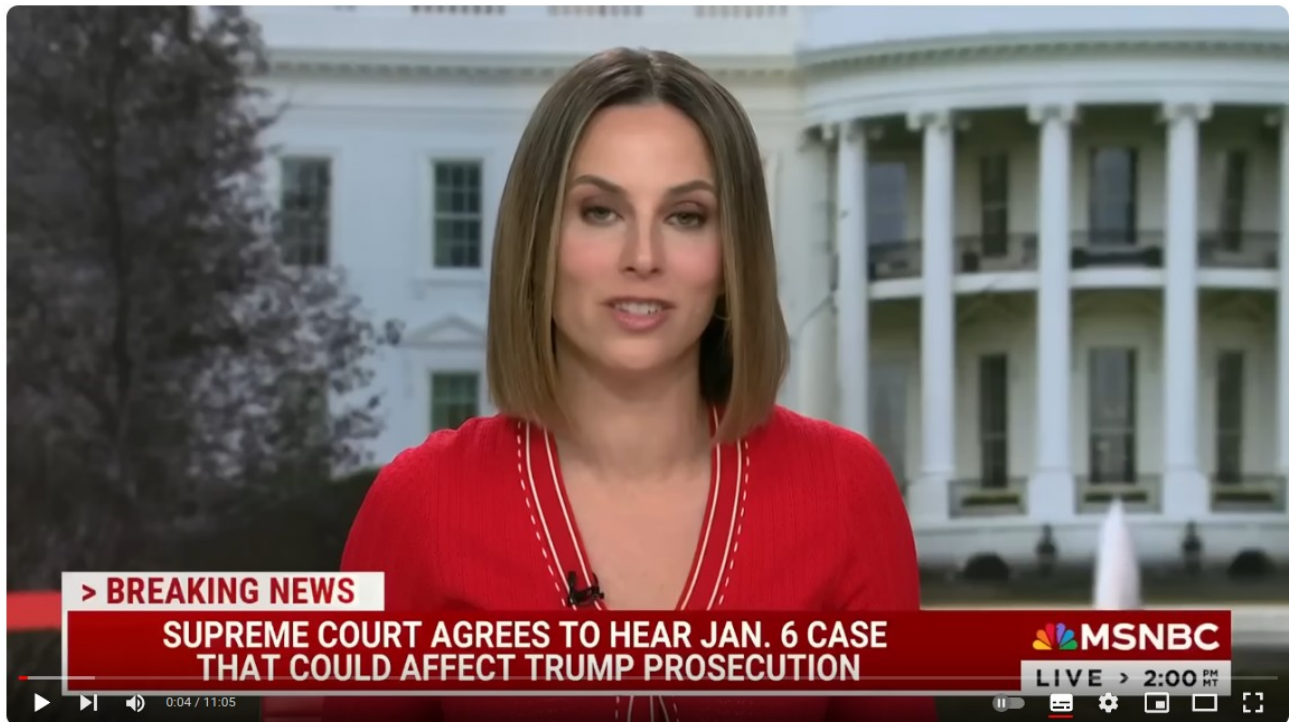 > BREAKING NEWS
SUPREME COURT AGREES TO HEAR JAN. 6 CASE
THAT COULD AFFECT TRUMP PROSECUTION
MSNBC
LIVE > 2:00 PM MT
0:04 / 11:05